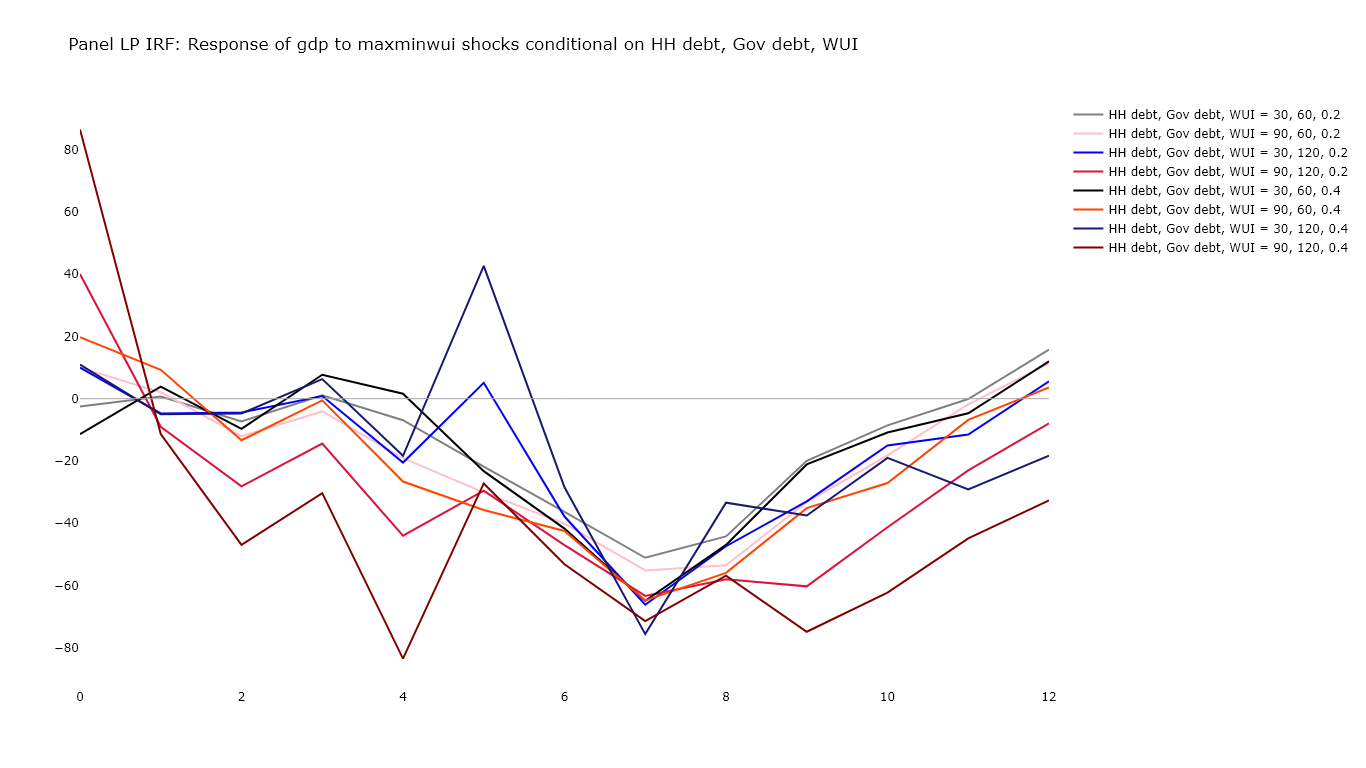 Panel LP IRF: Response of gdp to maxminwui shocks conditional on HH debt, Gov debt, WUI
HH debt, Gov debt, WUI = 30, 60, 0.2
HH debt, Gov debt, WUI = 90, 60, 0.2
HH debt, Gov debt, WUI = 30, 120, 0.2
HH debt, Gov debt, WUI = 90, 120, 0.2
HH debt, Gov debt, WUI = 30, 60, 0.4
HH debt, Gov debt, WUI = 90, 60, 0.4
HH debt, Gov debt, WUI = 30, 120, 0.4
HH debt, Gov debt, WUI = 90, 120, 0.4
80
60
40
20
0
−20
−40
−60
−80
0 2 4 6 8 10 12